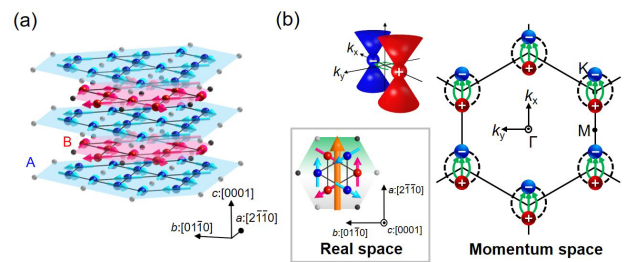 (a)
B
A
c:[0001]
a:[21̅1̅0]
b:[011̅0]
(b)
kx
ky
−
+
a:[21̅1̅0]
b:[011̅0]
c:[0001]
Real space
−
+
−
+
K
−
+
kx
ky
Γ
M
−
+
−
+
−
+
Momentum space